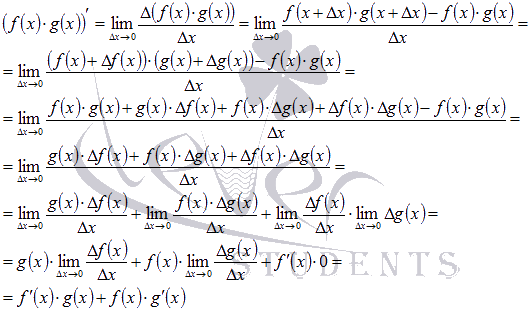 (f(x)·g(x))′ = lim Δx→0 Δ(f(x)·g(x))/Δx = lim Δx→0 (f(x+Δx)·g(x+Δx)−f(x)·g(x))/Δx =
= lim Δx→0 ((f(x)+Δf(x))·(g(x)+Δg(x))−f(x)·g(x))/Δx =
= lim Δx→0 (f(x)·g(x)+g(x)·Δf(x)+f(x)·Δg(x)+Δf(x)·Δg(x)−f(x)·g(x))/Δx =
= lim Δx→0 (g(x)·Δf(x)+f(x)·Δg(x)+Δf(x)·Δg(x))/Δx =
= lim Δx→0 g(x)·Δf(x)/Δx + lim Δx→0 f(x)·Δg(x)/Δx + lim Δx→0 Δf(x)/Δx · lim Δx→0 Δg(x) =
= g(x)·lim Δx→0 Δf(x)/Δx + f(x)·lim Δx→0 Δg(x)/Δx + f′(x)·0 =
STUDENTS
= f′(x)·g(x)+f(x)·g′(x)